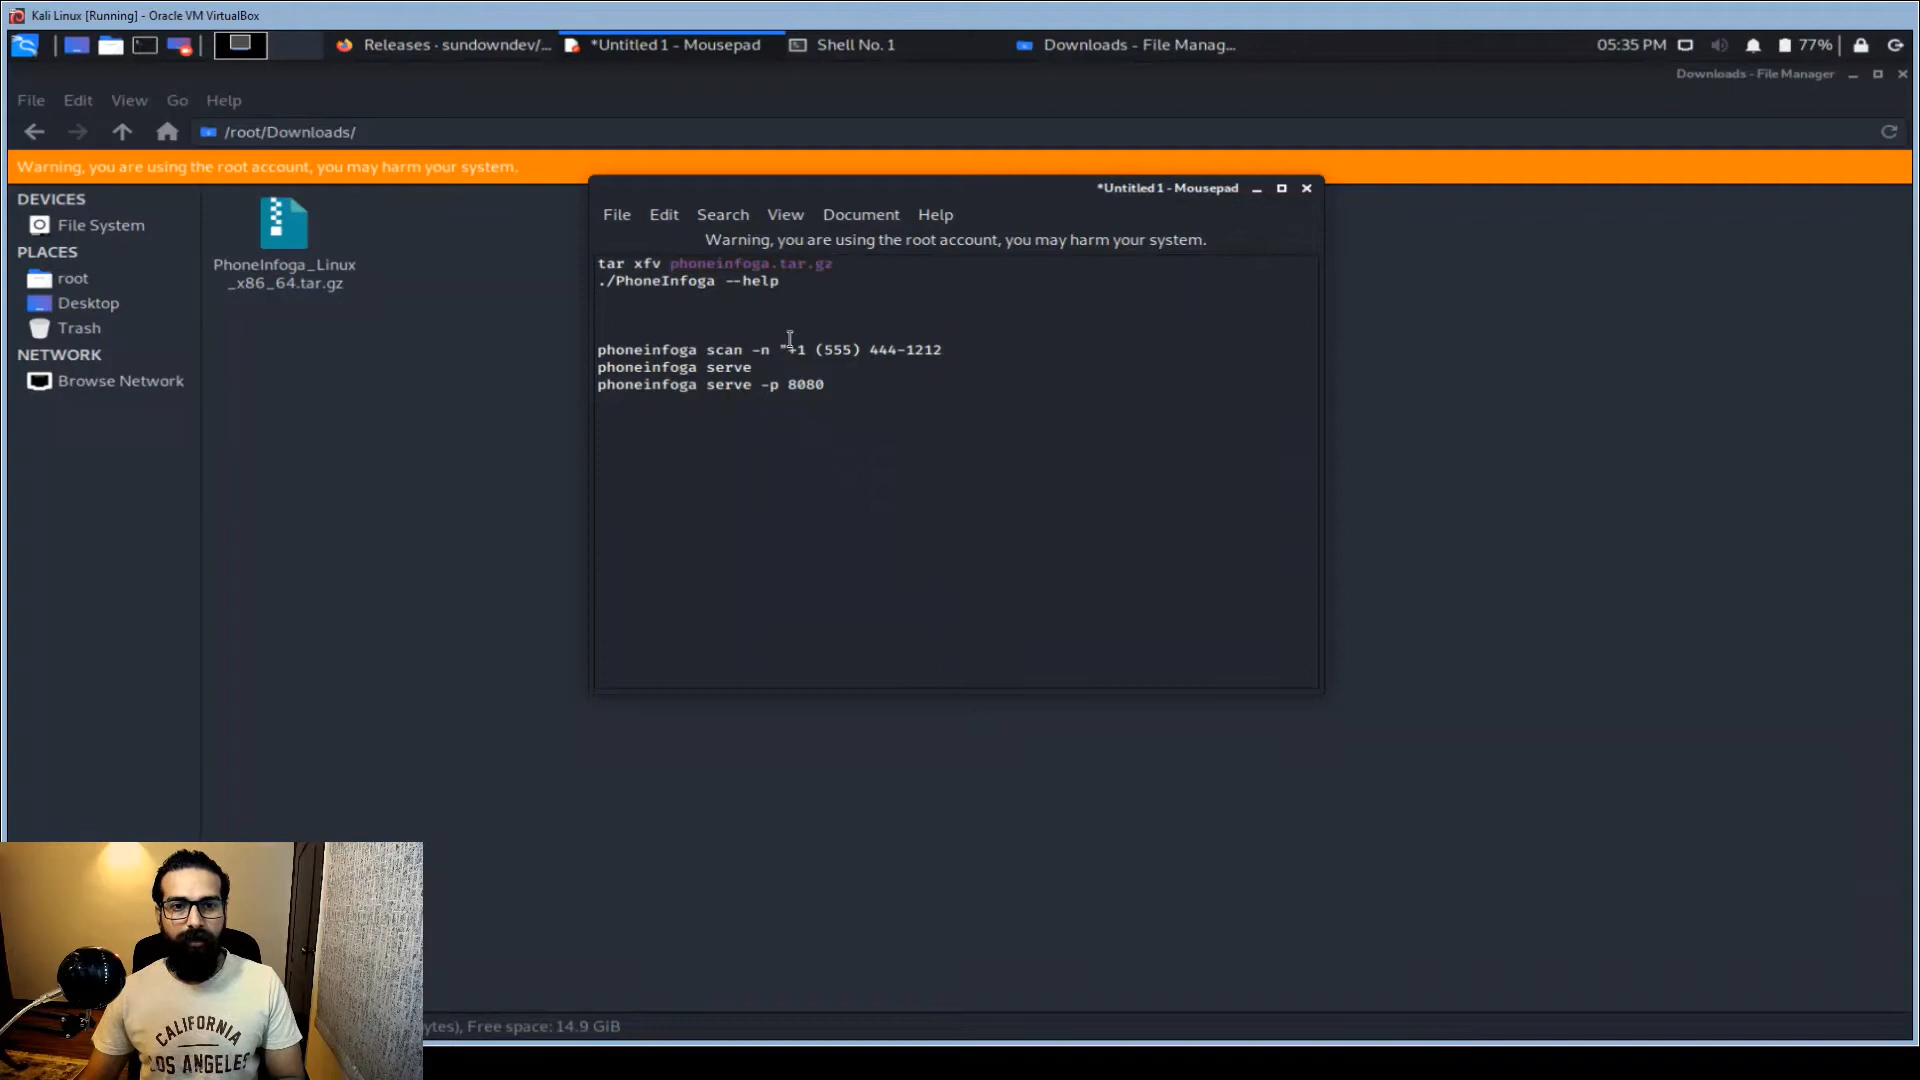 Kali Linux [Running] - Oracle VM VirtualBox
Releases · sundowndev/...
*Untitled 1 - Mousepad
Shell No. 1
Downloads - File Manag...
05:35 PM
77%
Downloads - File Manager
File Edit View Go Help
/root/Downloads/
Warning, you are using the root account, you may harm your system.
DEVICES
File System
PLACES
root
Desktop
Trash
NETWORK
Browse Network
PhoneInfoga_Linux
_x86_64.tar.gz
*Untitled 1 - Mousepad
File Edit Search View Document Help
Warning, you are using the root account, you may harm your system.
tar xfv phoneinfoga.tar.gz
./PhoneInfoga --help
phoneinfoga scan -n "+1 (555) 444-1212
phoneinfoga serve
phoneinfoga serve -p 8080
ytes), Free space: 14.9 GiB
CALIFORNIA
LOS ANGELES